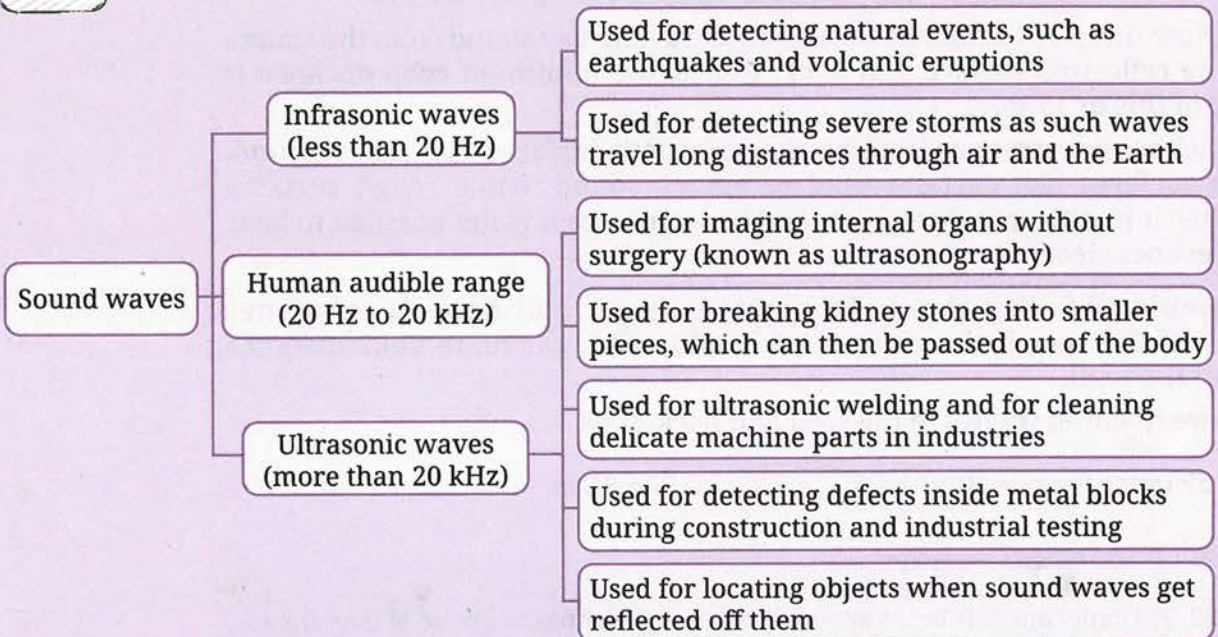 Sound waves
Infrasonic waves
(less than 20 Hz)
Used for detecting natural events, such as
earthquakes and volcanic eruptions
Used for detecting severe storms as such waves
travel long distances through air and the Earth
Human audible range
(20 Hz to 20 kHz)
Ultrasonic waves
(more than 20 kHz)
Used for imaging internal organs without
surgery (known as ultrasonography)
Used for breaking kidney stones into smaller
pieces, which can then be passed out of the body
Used for ultrasonic welding and for cleaning
delicate machine parts in industries
Used for detecting defects inside metal blocks
during construction and industrial testing
Used for locating objects when sound waves get
reflected off them